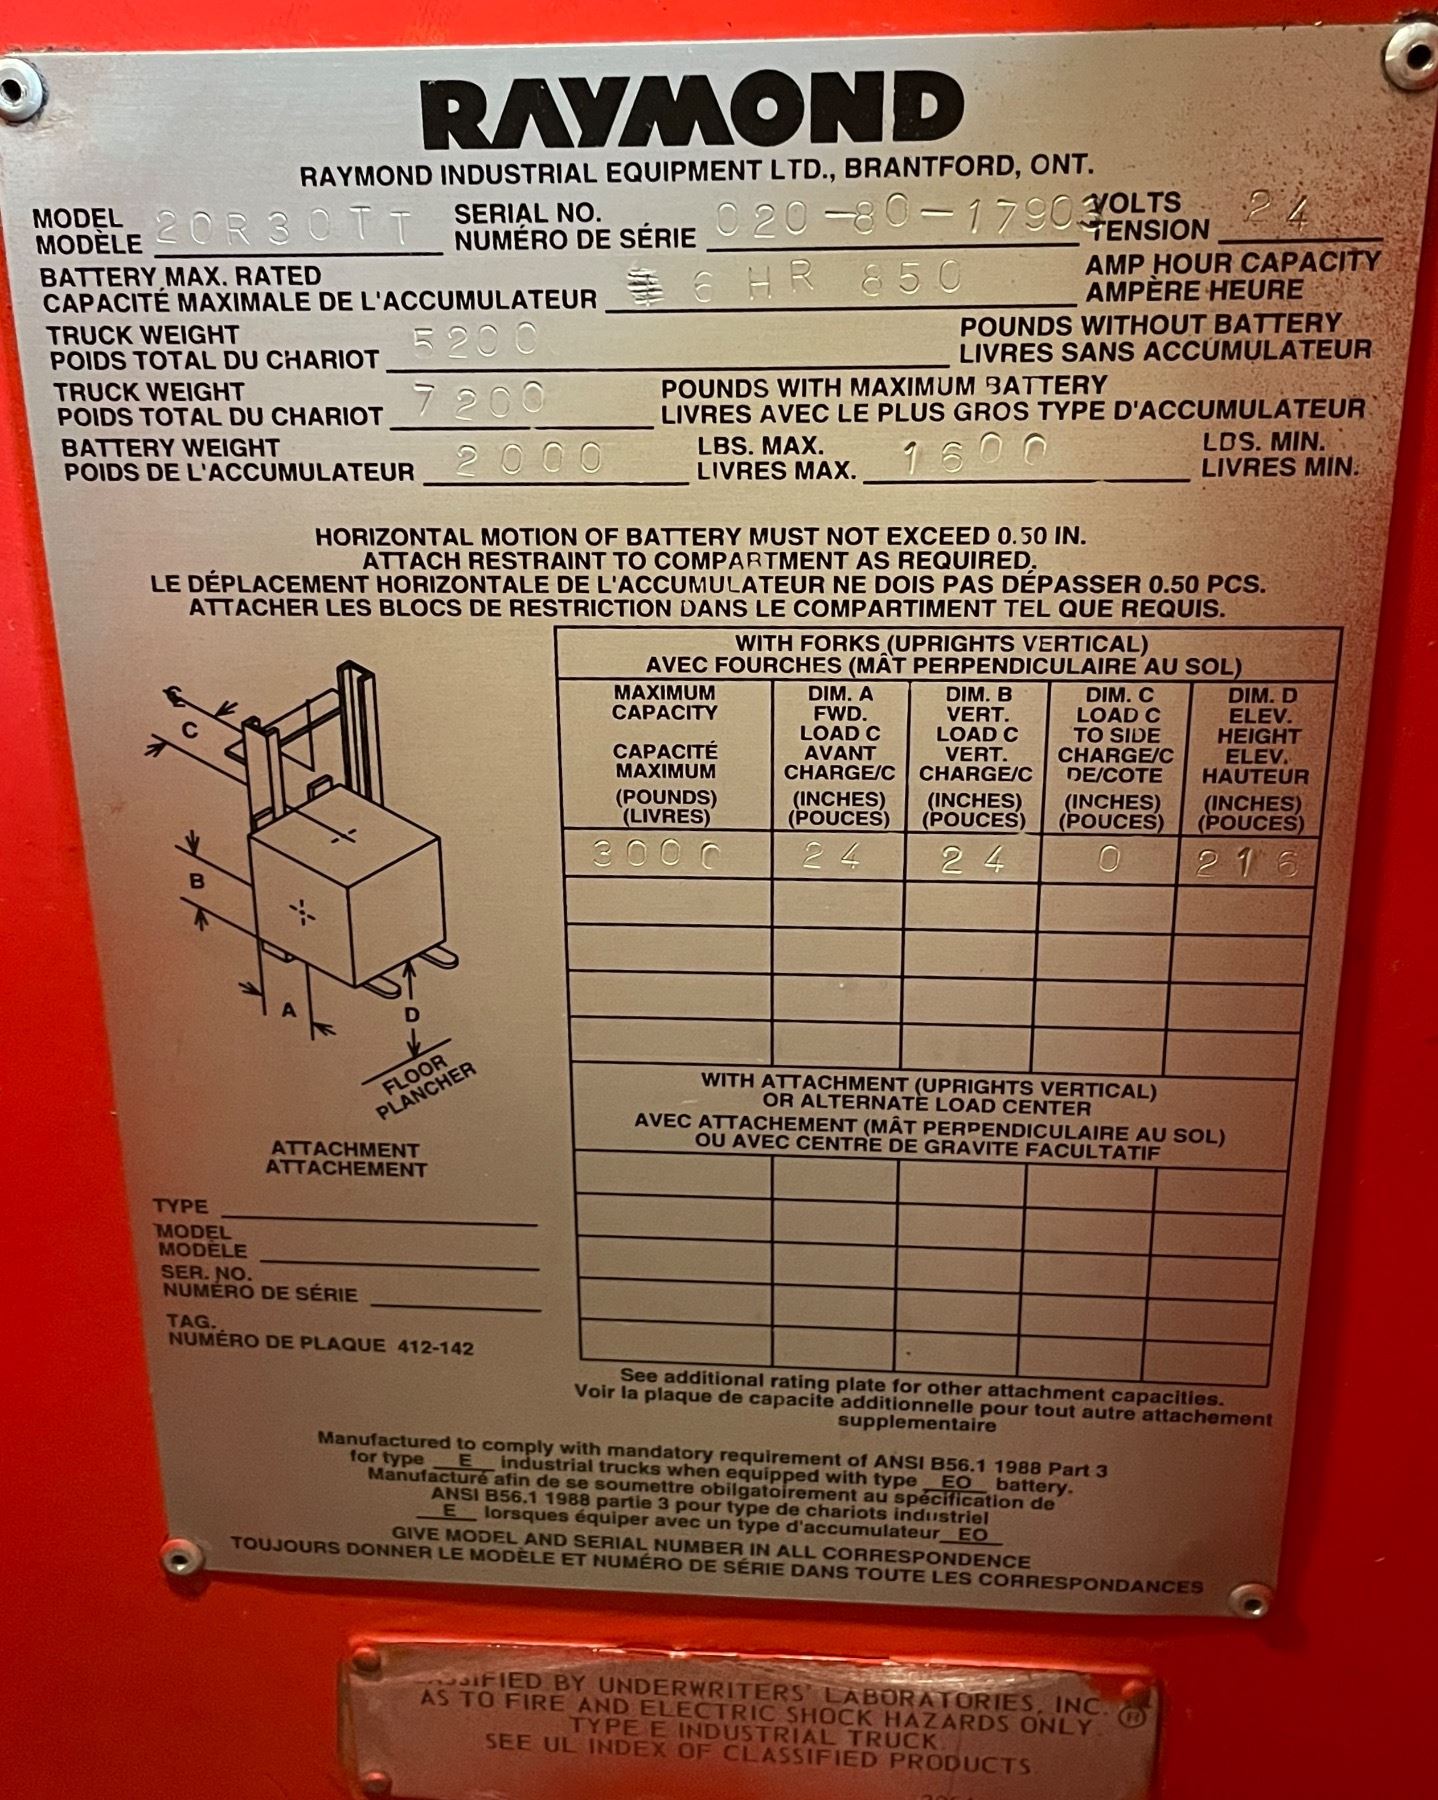 RAYMOND
RAYMOND INDUSTRIAL EQUIPMENT LTD., BRANTFORD, ONT.
MODEL SERIAL NO. VOLTS
MODÈLE 20R30TT NUMÉRO DE SÉRIE 020-80-17903 TENSION 24
BATTERY MAX. RATED AMP HOUR CAPACITY
CAPACITÉ MAXIMALE DE L'ACCUMULATEUR 6 HR 850 AMPÈRE HEURE
TRUCK WEIGHT POUNDS WITHOUT BATTERY
POIDS TOTAL DU CHARIOT 5200 LIVRES SANS ACCUMULATEUR
TRUCK WEIGHT POUNDS WITH MAXIMUM BATTERY
POIDS TOTAL DU CHARIOT 7200 LIVRES AVEC LE PLUS GROS TYPE D'ACCUMULATEUR
BATTERY WEIGHT LBS. MAX. LBS. MIN.
POIDS DE L'ACCUMULATEUR 2000 LIVRES MAX. 1600 LIVRES MIN.
HORIZONTAL MOTION OF BATTERY MUST NOT EXCEED 0.50 IN.
ATTACH RESTRAINT TO COMPARTMENT AS REQUIRED.
LE DÉPLACEMENT HORIZONTALE DE L'ACCUMULATEUR NE DOIS PAS DÉPASSER 0.50 PCS.
ATTACHER LES BLOCS DE RESTRICTION DANS LE COMPARTIMENT TEL QUE REQUIS.
C
B
A
D
FLOOR
PLANCHER
WITH FORKS (UPRIGHTS VERTICAL)
AVEC FOURCHES (MÂT PERPENDICULAIRE AU SOL)
MAXIMUM CAPACITY CAPACITÉ MAXIMUM (POUNDS) (LIVRES)
DIM. A FWD. LOAD C AVANT CHARGE/C (INCHES) (POUCES)
DIM. B VERT. LOAD C VERT. CHARGE/C (INCHES) (POUCES)
DIM. C LOAD C TO SIDE CHARGE/C DE/COTE (INCHES) (POUCES)
DIM. D ELEV. HEIGHT ELEV. HAUTEUR (INCHES) (POUCES)
3000 24 24 0 216
WITH ATTACHMENT (UPRIGHTS VERTICAL)
OR ALTERNATE LOAD CENTER
AVEC ATTACHEMENT (MÂT PERPENDICULAIRE AU SOL)
OU AVEC CENTRE DE GRAVITE FACULTATIF
ATTACHMENT
ATTACHEMENT
TYPE
MODEL
MODÈLE
SER. NO.
NUMÉRO DE SÉRIE
TAG.
NUMÉRO DE PLAQUE 412-142
See additional rating plate for other attachment capacities.
Voir la plaque de capacite additionnelle pour tout autre attachement
supplementaire
Manufactured to comply with mandatory requirement of ANSI B56.1 1988 Part 3
for type E industrial trucks when equipped with type EO battery.
Manufacturé afin de se soumettre obilgatoirement au spécification de
ANSI B56.1 1988 partie 3 pour type de chariots industriel
E lorsques équiper avec un type d'accumulateur EO
GIVE MODEL AND SERIAL NUMBER IN ALL CORRESPONDENCE
TOUJOURS DONNER LE MODÈLE ET NUMÉRO DE SÉRIE DANS TOUTE LES CORRESPONDANCES
BY UNDERWRITERS' LABORATORIES, INC. ®
AS TO FIRE AND ELECTRIC SHOCK HAZARDS ONLY
TYPE E INDUSTRIAL TRUCK
SEE UL INDEX OF CLASSIFIED PRODUCTS